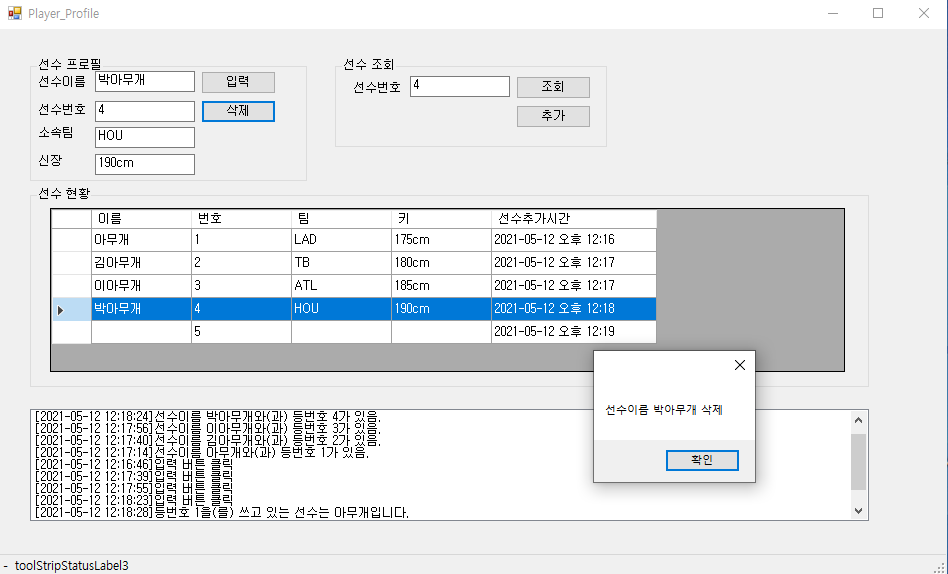 Player_Profile
선수 프로필
선수이름 박아무개 입력
선수번호 4 삭제
소속팀 HOU
신장 190cm
선수 조회
선수번호 4 조회
추가
선수 현황
이름 번호 팀 키 선수추가시간
아무개 1 LAD 175cm 2021-05-12 오후 12:16
김아무개 2 TB 180cm 2021-05-12 오후 12:17
이아무개 3 ATL 185cm 2021-05-12 오후 12:17
박아무개 4 HOU 190cm 2021-05-12 오후 12:18
5 2021-05-12 오후 12:19
선수이름 박아무개 삭제
확인
[2021-05-12 12:18:24]선수이름 박아무개와(과) 등번호 4가 있음.
[2021-05-12 12:17:56]선수이름 이아무개와(과) 등번호 3가 있음.
[2021-05-12 12:17:40]선수이름 김아무개와(과) 등번호 2가 있음.
[2021-05-12 12:17:14]선수이름 아무개와(과) 등번호 1가 있음.
[2021-05-12 12:16:46]입력 버튼 클릭
[2021-05-12 12:17:39]입력 버튼 클릭
[2021-05-12 12:17:55]입력 버튼 클릭
[2021-05-12 12:18:23]입력 버튼 클릭
[2021-05-12 12:18:28]등번호 1을(를) 쓰고 있는 선수는 아무개입니다.
- toolStripStatusLabel3